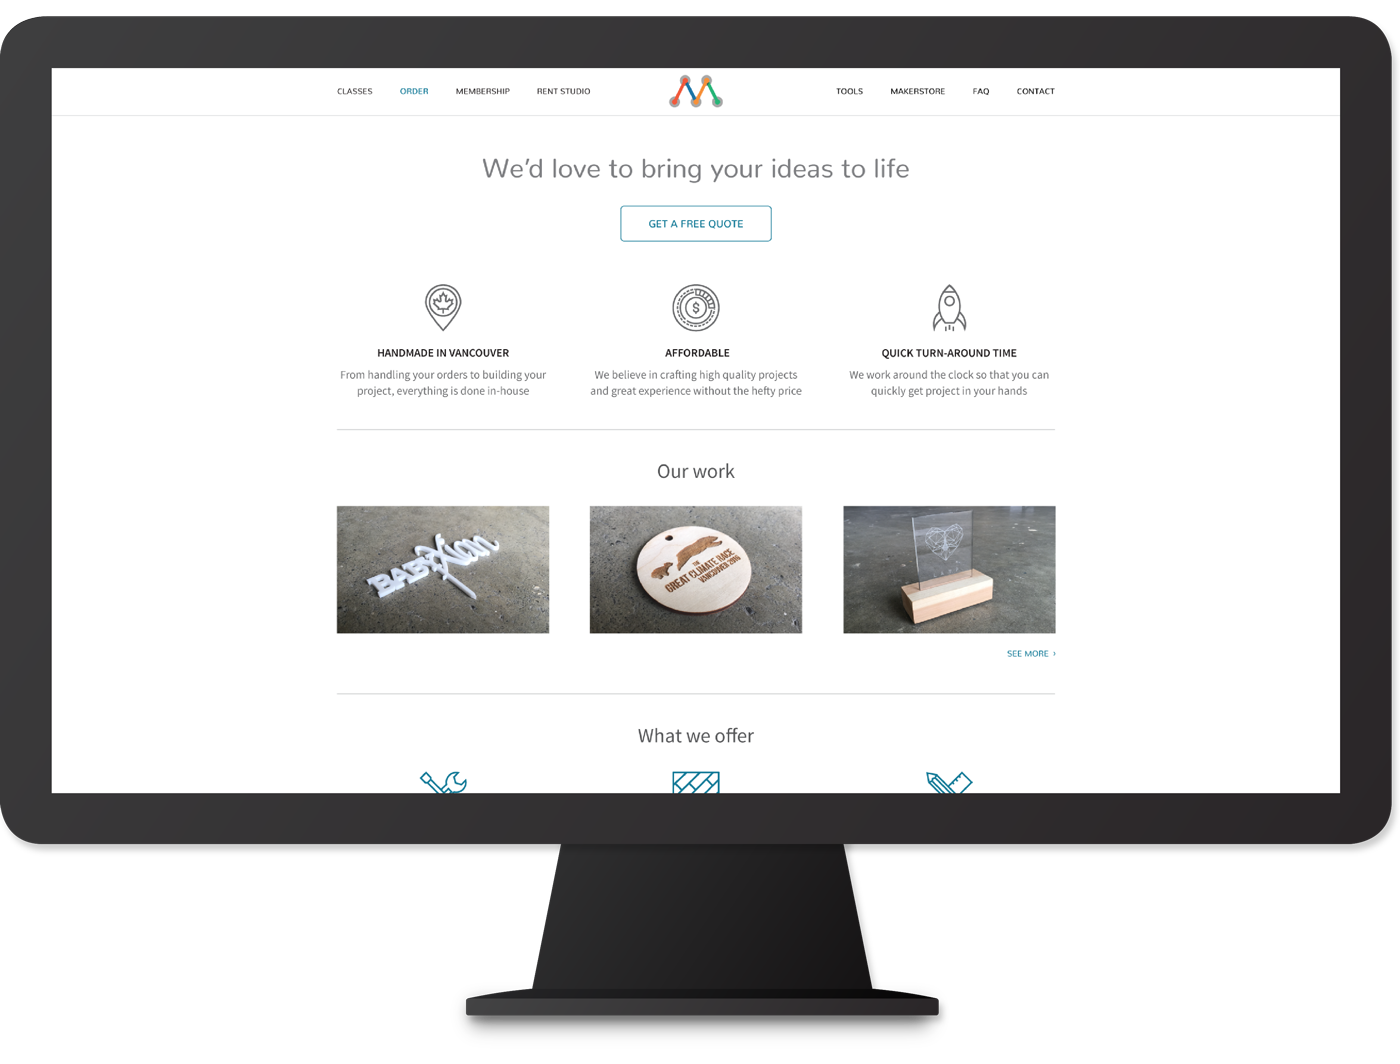 CLASSES ORDER MEMBERSHIP RENT STUDIO TOOLS MAKERSTORE FAQ CONTACT
We'd love to bring your ideas to life
GET A FREE QUOTE
$
HANDMADE IN VANCOUVER
From handling your orders to building your
project, everything is done in-house
AFFORDABLE
We believe in crafting high quality projects
and great experience without the hefty price
QUICK TURN-AROUND TIME
We work around the clock so that you can
quickly get project in your hands
Our work
BABY
THE
GREAT CLIMATE RACE
VANCOUVER 2016
SEE MORE ›
What we offer